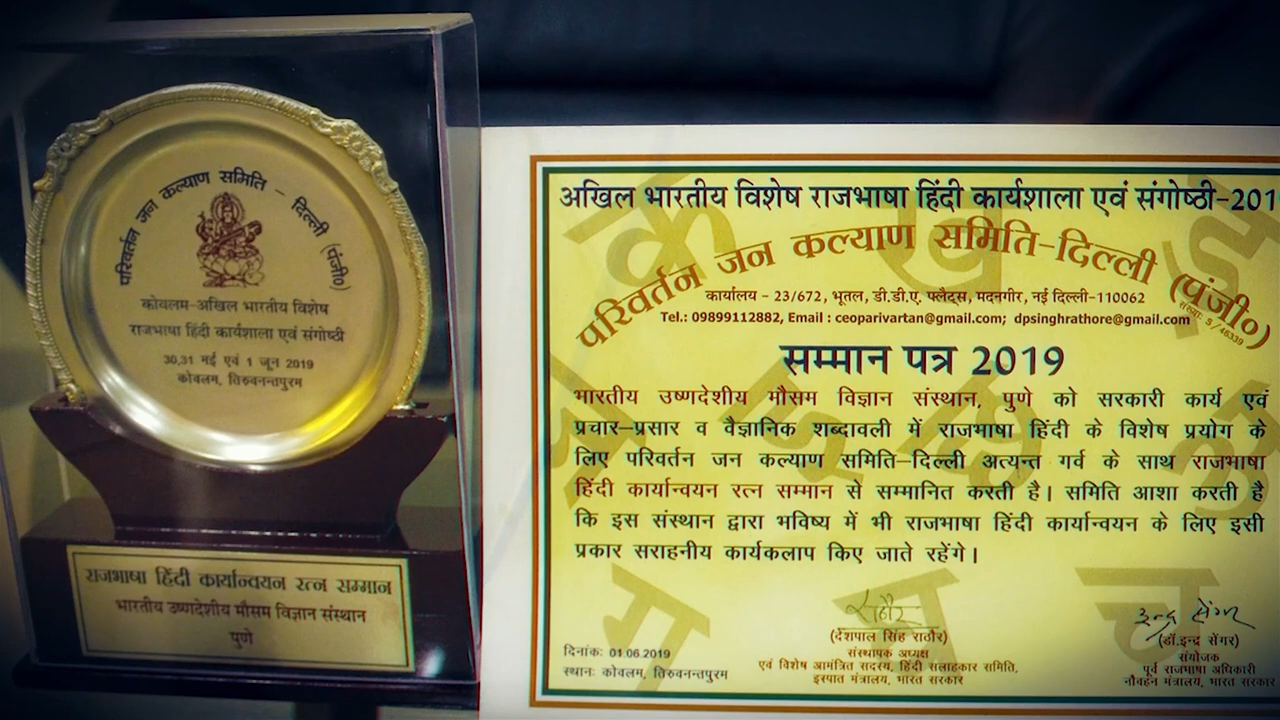 परिवर्तन जन कल्याण समिति – दिल्ली (पंजी०)
कोवलम-अखिल भारतीय विशेष
राजभाषा हिंदी कार्यशाला एवं संगोष्ठी
30,31 मई एवं 1 जून 2019
कोवलम, तिरुवनन्तपुरम
राजभाषा हिंदी कार्यान्वयन रत्न सम्मान
भारतीय उष्णदेशीय मौसम विज्ञान संस्थान
पुणे
अखिल भारतीय विशेष राजभाषा हिंदी कार्यशाला एवं संगोष्ठी-201
परिवर्तन जन कल्याण समिति-दिल्ली (पंजी०)
संख्या: S/46339
कार्यालय – 23/672, भूतल, डी.डी.ए. फ्लैट्स, मदनगीर, नई दिल्ली-110062
Tel.: 09899112882, Email : ceoparivartan@gmail.com; dpsinghrathore@gmail.com
सम्मान पत्र 2019
भारतीय उष्णदेशीय मौसम विज्ञान संस्थान, पुणे को सरकारी कार्य एवं
प्रचार–प्रसार व वैज्ञानिक शब्दावली में राजभाषा हिंदी के विशेष प्रयोग के
लिए परिवर्तन जन कल्याण समिति–दिल्ली अत्यन्त गर्व के साथ राजभाषा
हिंदी कार्यान्वयन रत्न सम्मान से सम्मानित करती है। समिति आशा करती है
कि इस संस्थान द्वारा भविष्य में भी राजभाषा हिंदी कार्यान्वयन के लिए इसी
प्रकार सराहनीय कार्यकलाप किए जाते रहेंगे।
राठौर
(देशपाल सिंह राठौर)
संस्थापक अध्यक्ष
एवं विशेष आमंत्रित सदस्य, हिंदी सलाहकार समिति,
इस्पात मंत्रालय, भारत सरकार
इन्द्र सेंगर
(डॉ.इन्द्र सेंगर)
संयोजक
पूर्व राजभाषा अधिकारी
नौवहन मंत्रालय, भारत सरकार
दिनांक: 01.06.2019
स्थान: कोवलम, तिरुवनन्तपुरम